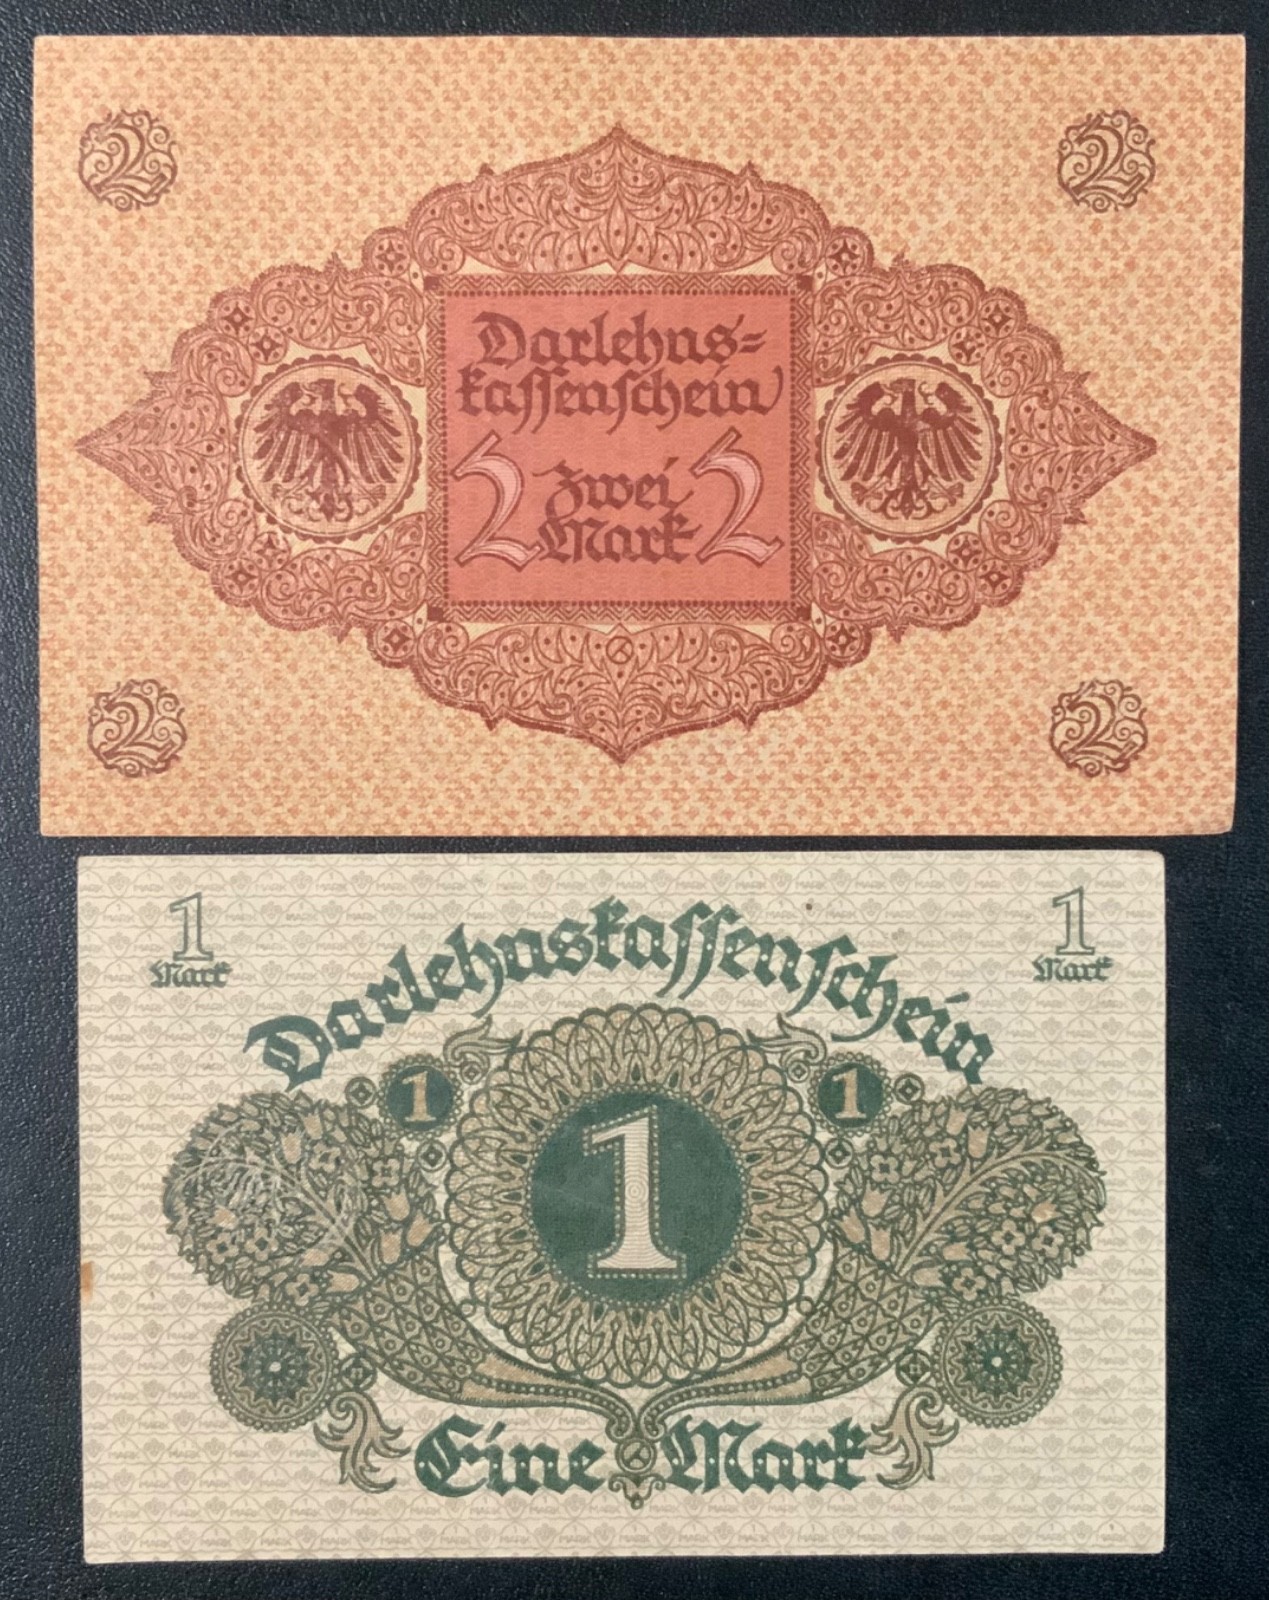 2
2
Darlehns=
kassenschein
2 Zwei 2
Mark
2
2
1
Mark
1
Mark
Darlehnskassenschein
1
1
1
Eine Mark